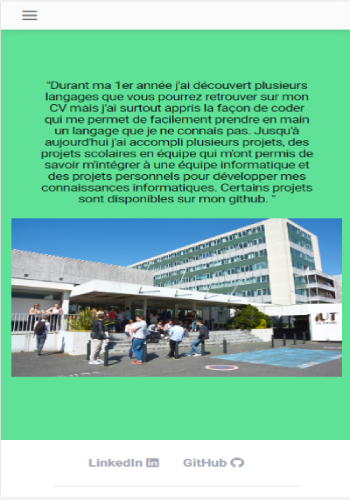 "Durant ma 1er année j'ai découvert plusieurs
langages que vous pourrez retrouver sur mon
CV mais j'ai surtout appris la façon de coder
qui me permet de facilement prendre en main
un langage que je ne connais pas. Jusqu'à
aujourd'hui j'ai accompli plusieurs projets, des
projets scolaires en équipe qui m'ont permis de
savoir m'intégrer à une équipe informatique et
des projets personnels pour développer mes
connaissances informatiques. Certains projets
sont disponibles sur mon github. "
IUT
LinkedIn in
GitHub